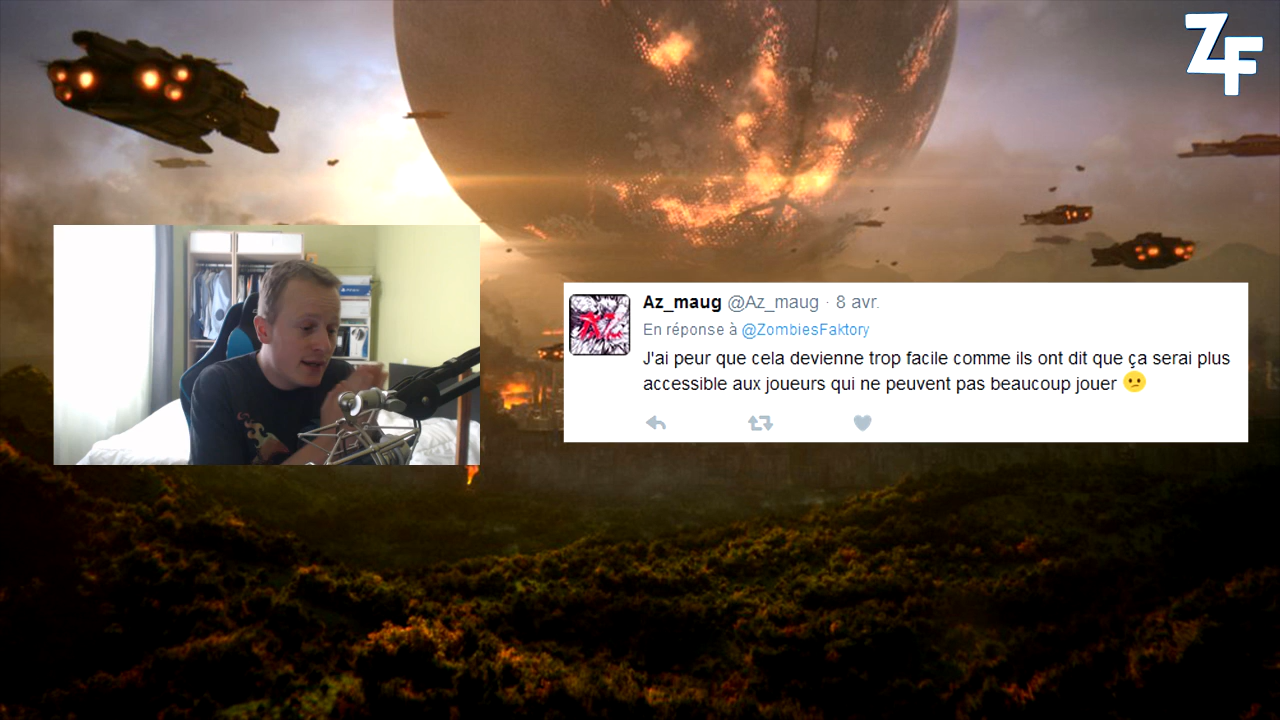 ZF
Az_maug @Az_maug · 8 avr.
En réponse à @ZombiesFaktory
J'ai peur que cela devienne trop facile comme ils ont dit que ça serai plus
accessible aux joueurs qui ne peuvent pas beaucoup jouer 😕